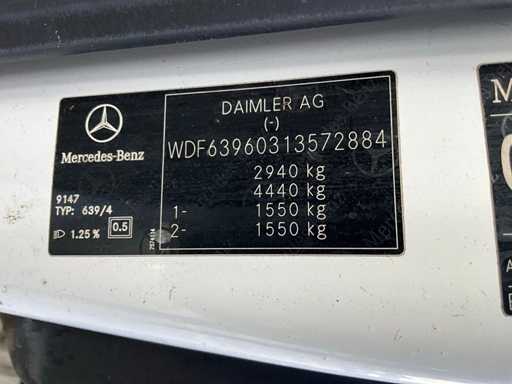 DAIMLER AG
(-)
WDF63960313572884
2940 kg
4440 kg
1- 1550 kg
2- 1550 kg
Mercedes-Benz
9147
TYP: 639/4
1.25 % 0.5
M